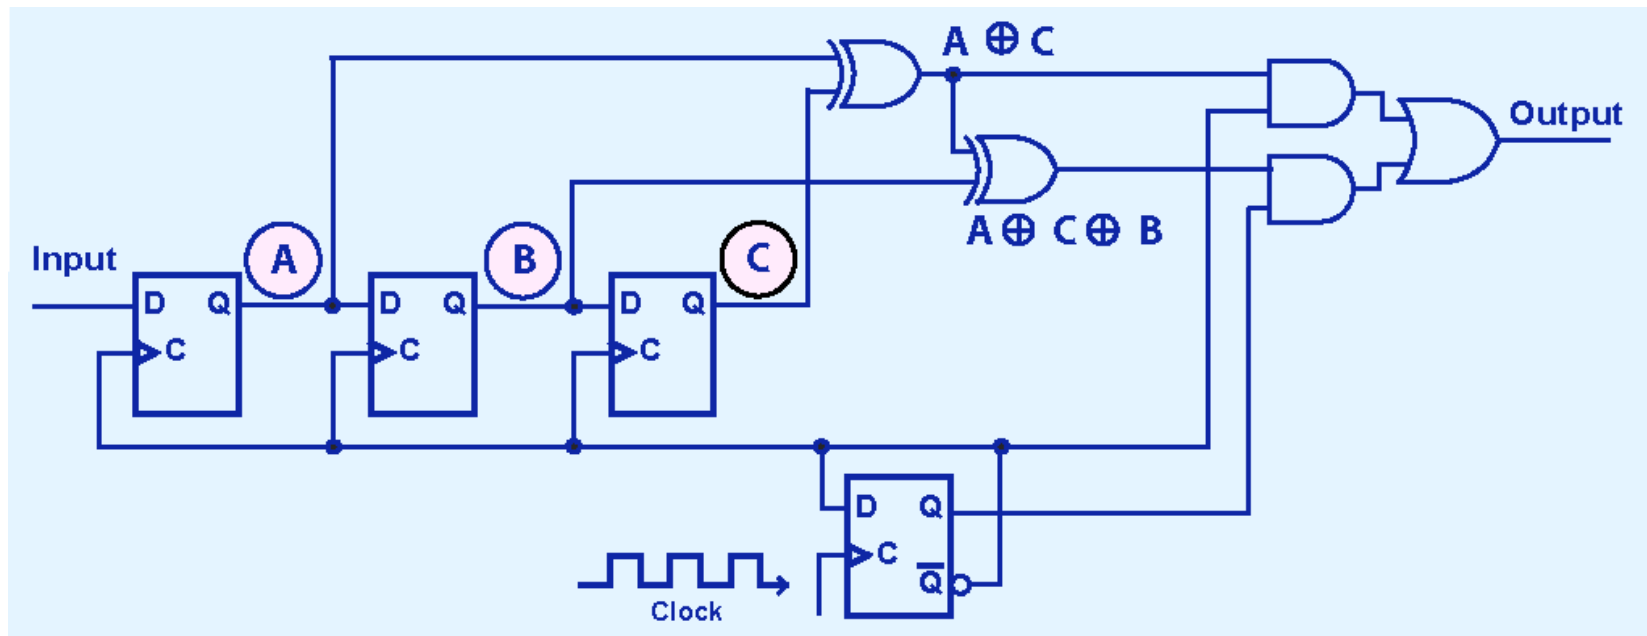 A ⊕ C
Output
A ⊕ C ⊕ B
Input
A
B
C
D Q
C
D Q
C
D Q
C
D Q
C
Q̅
Clock